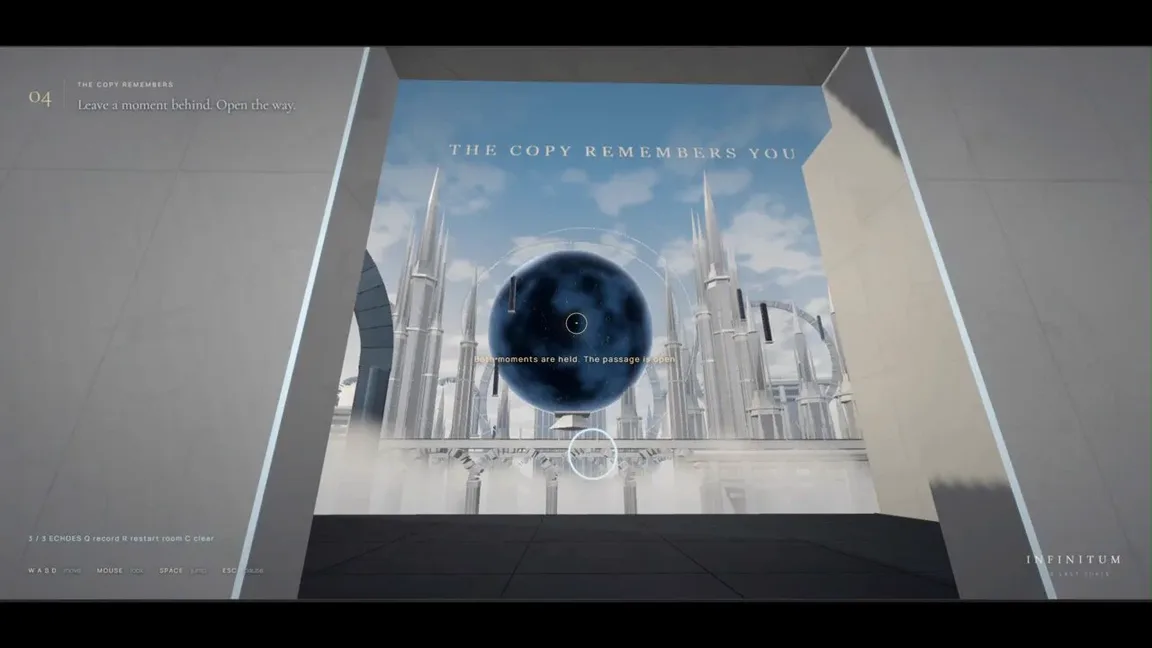 04
THE COPY REMEMBERS
Leave a moment behind. Open the way.
THE COPY REMEMBERS YOU
moments are held. The passage is open
3 / 3 ECHOES Q record R restart room C clear
W A S D MOUSE SPACE ESC
INFINITUM